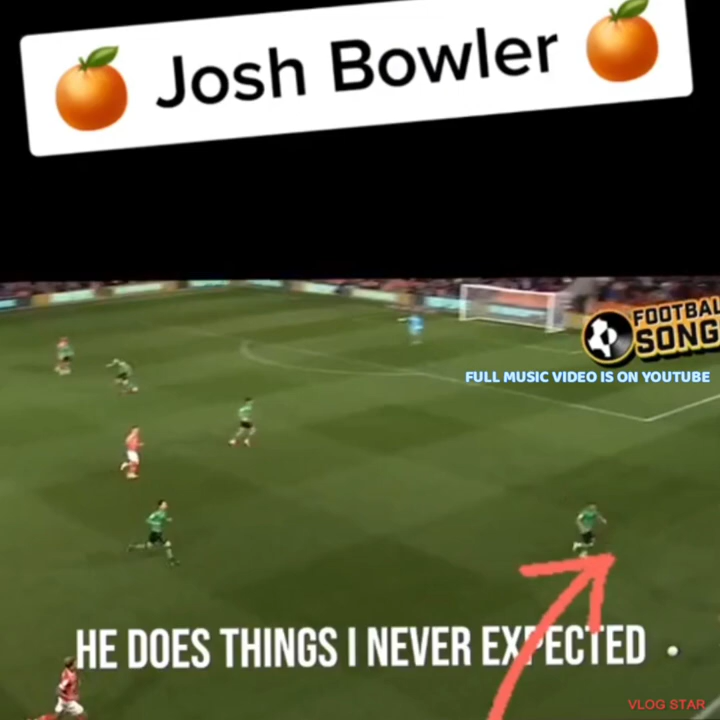 🍊 Josh Bowler 🍊
FOOTBAL
SONG
FULL MUSIC VIDEO IS ON YOUTUBE
HE DOES THINGS I NEVER EXPECTED
VLOG STAR